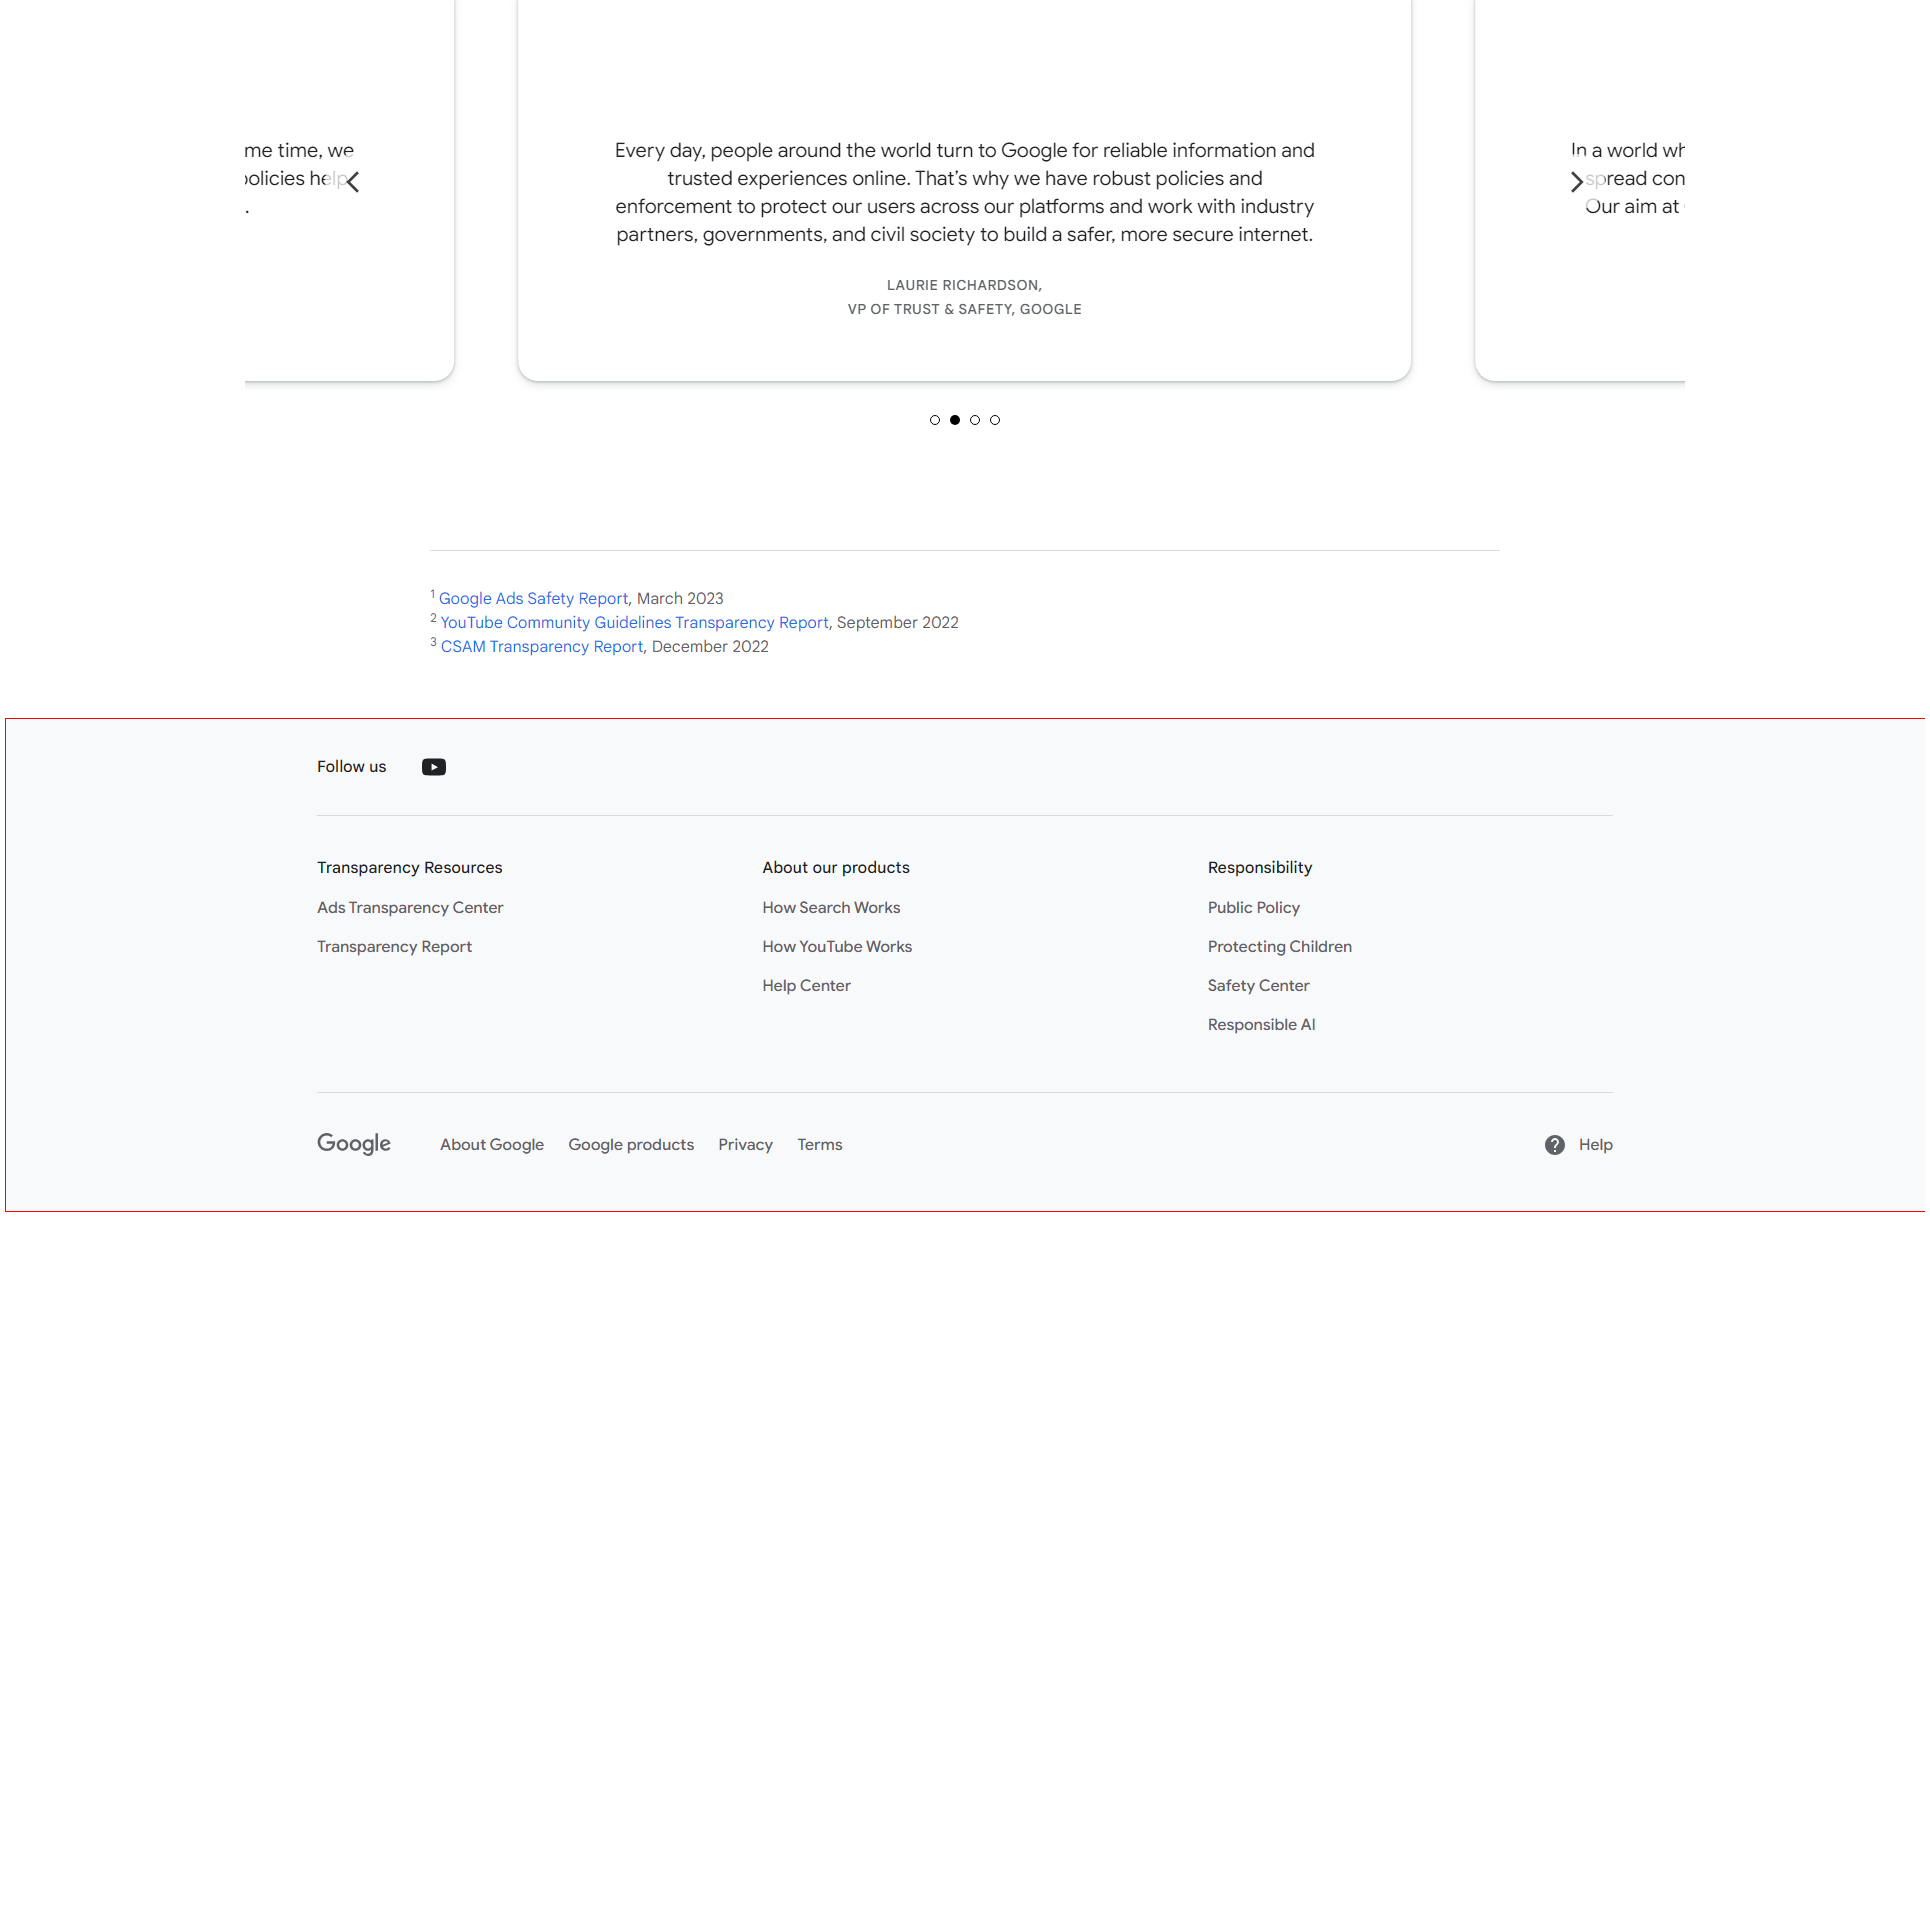 me time, we
policies help
.
Every day, people around the world turn to Google for reliable information and
trusted experiences online. That’s why we have robust policies and
enforcement to protect our users across our platforms and work with industry
partners, governments, and civil society to build a safer, more secure internet.
LAURIE RICHARDSON,
VP OF TRUST & SAFETY, GOOGLE
In a world wh
spread con
Our aim at
1 Google Ads Safety Report, March 2023
2 YouTube Community Guidelines Transparency Report, September 2022
3 CSAM Transparency Report, December 2022
Follow us
Transparency Resources
Ads Transparency Center
Transparency Report
About our products
How Search Works
How YouTube Works
Help Center
Responsibility
Public Policy
Protecting Children
Safety Center
Responsible AI
Google About Google Google products Privacy Terms Help